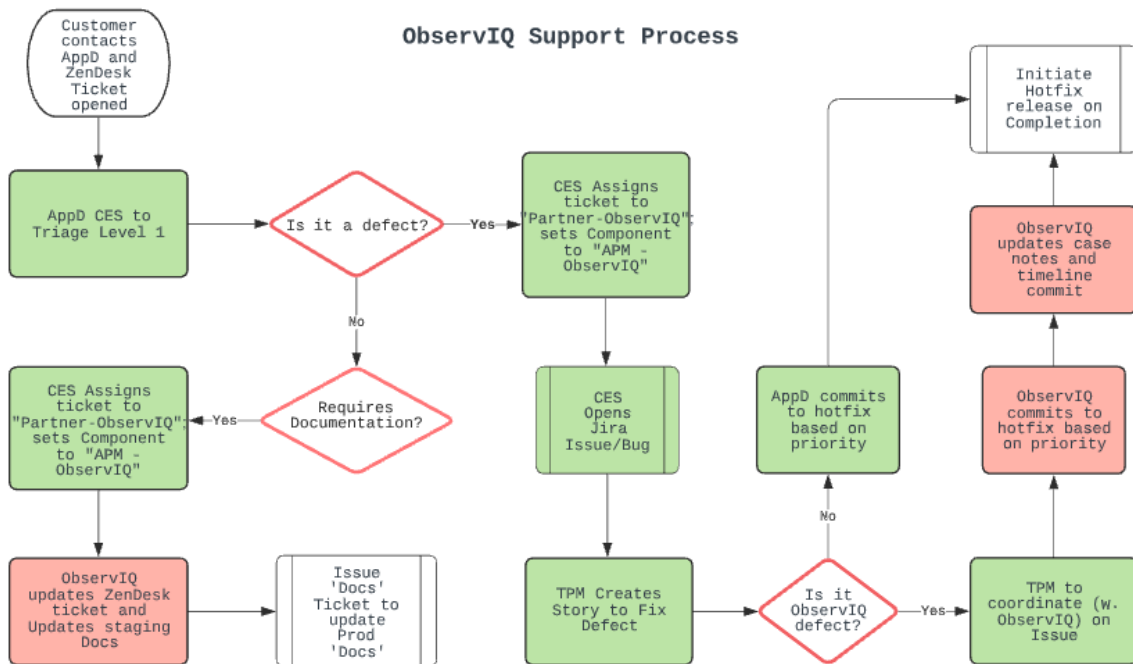 ObservIQ Support Process
Customer
contacts
AppD and
ZenDesk
Ticket
opened
AppD CES to
Triage Level 1
Is it a defect?
Yes
CES Assigns
ticket to
"Partner-ObservIQ";
sets Component
to "APM -
ObservIQ"
No
Requires
Documentation?
Yes
CES Assigns
ticket to
"Partner-ObservIQ";
sets Component
to "APM -
ObservIQ"
ObservIQ
updates ZenDesk
ticket and
Updates staging
Docs
Issue
'Docs'
Ticket to
update
Prod
'Docs'
CES
Opens
Jira
Issue/Bug
TPM Creates
Story to Fix
Defect
Is it
ObservIQ
defect?
No
AppD commits
to hotfix
based on
priority
Yes
TPM to
coordinate (w.
ObservIQ) on
Issue
ObservIQ
commits to
hotfix based
on priority
ObservIQ
updates case
notes and
timeline
commit
Initiate
Hotfix
release on
Completion